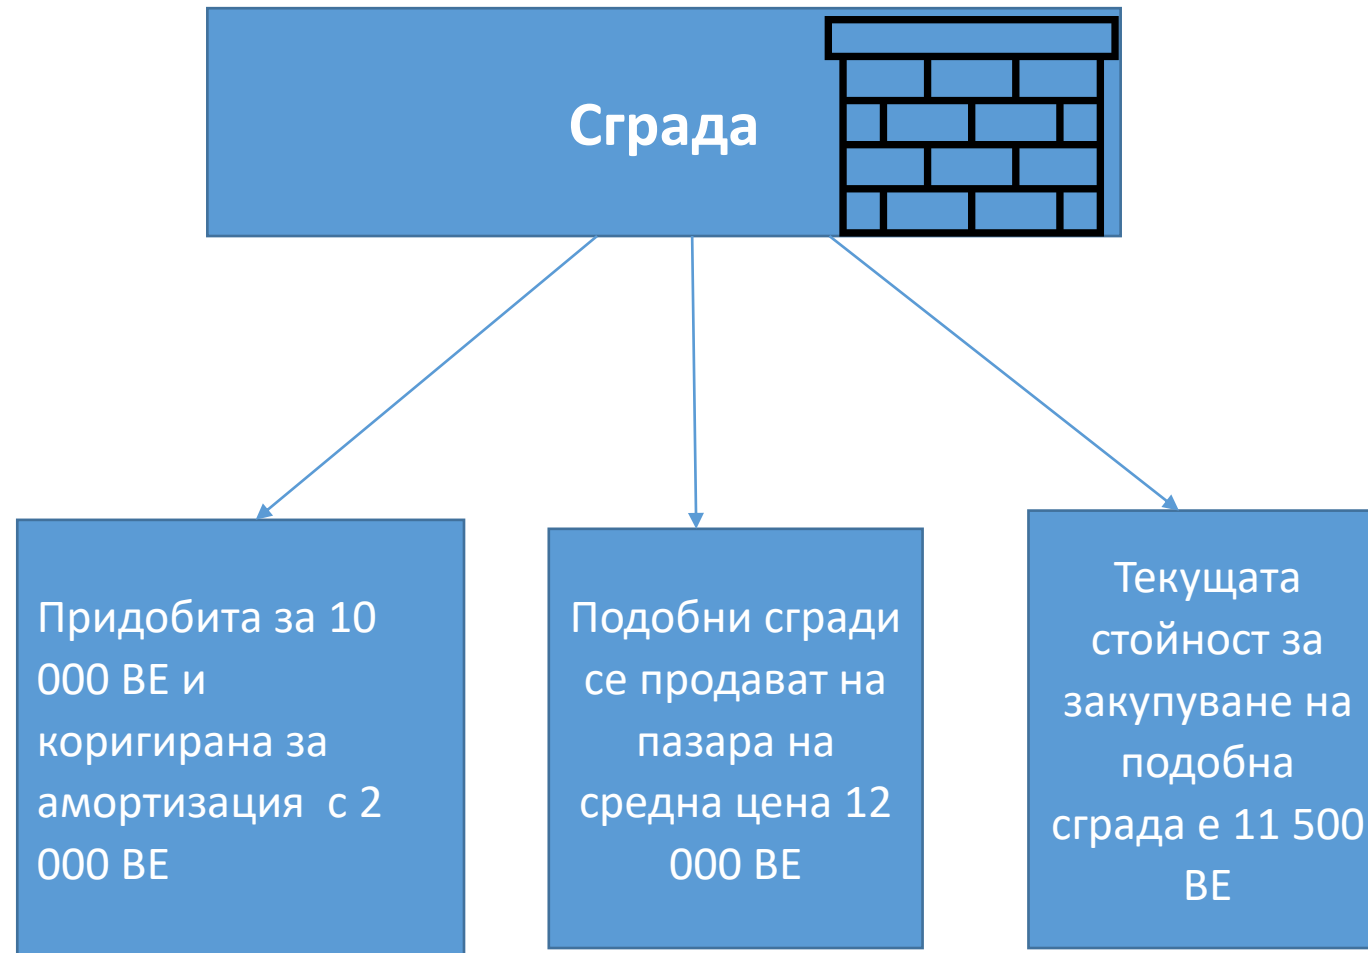 Сграда
Придобита за 10
000 ВЕ и
коригирана за
амортизация с 2
000 ВЕ
Подобни сгради
се продават на
пазара на
средна цена 12
000 ВЕ
Текущата
стойност за
закупуване на
подобна
сграда е 11 500
ВЕ